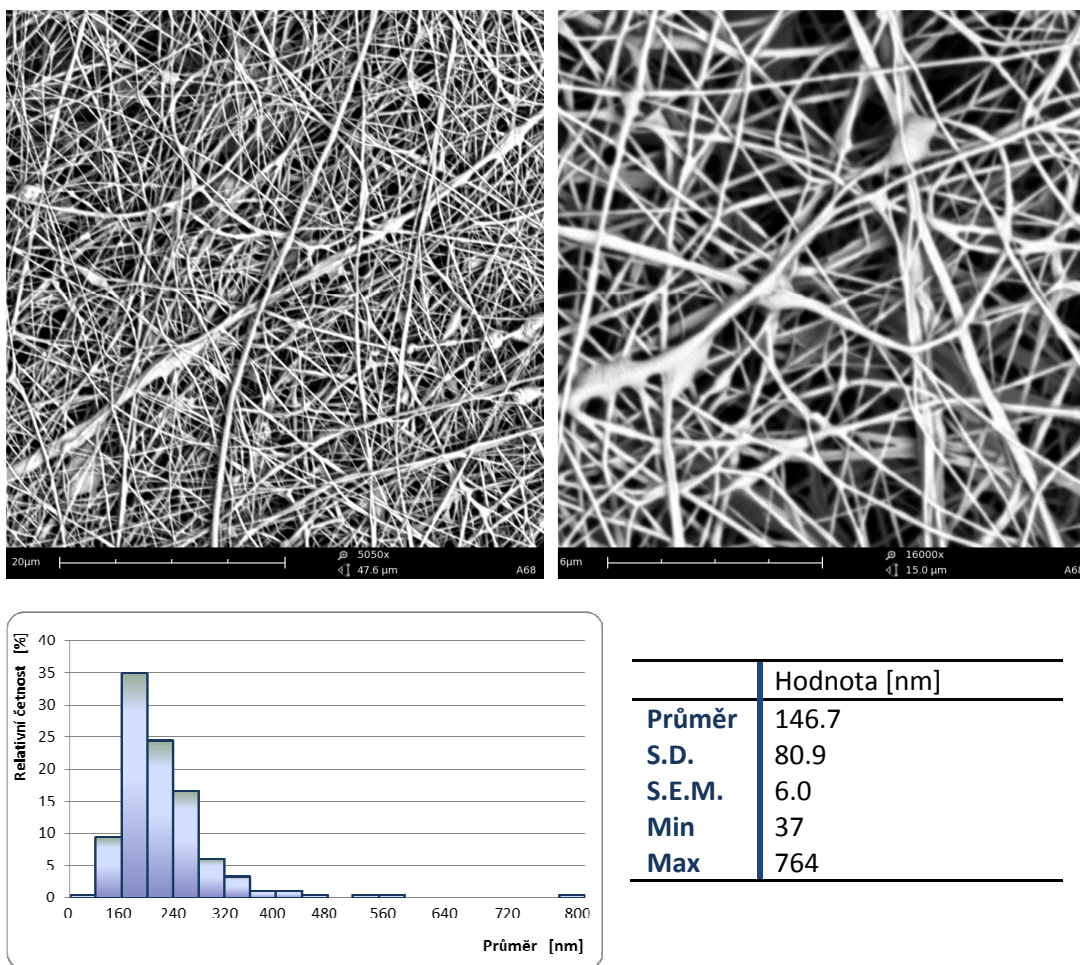 20µm 5050x
47.6 µm A68
6µm 16000x
15.0 µm A68
Relativní četnost [%]
40
35
30
25
20
15
10
5
0
0 160 240 320 400 480 560 640 720 800
Průměr [nm]
Hodnota [nm]
Průměr 146.7
S.D. 80.9
S.E.M. 6.0
Min 37
Max 764